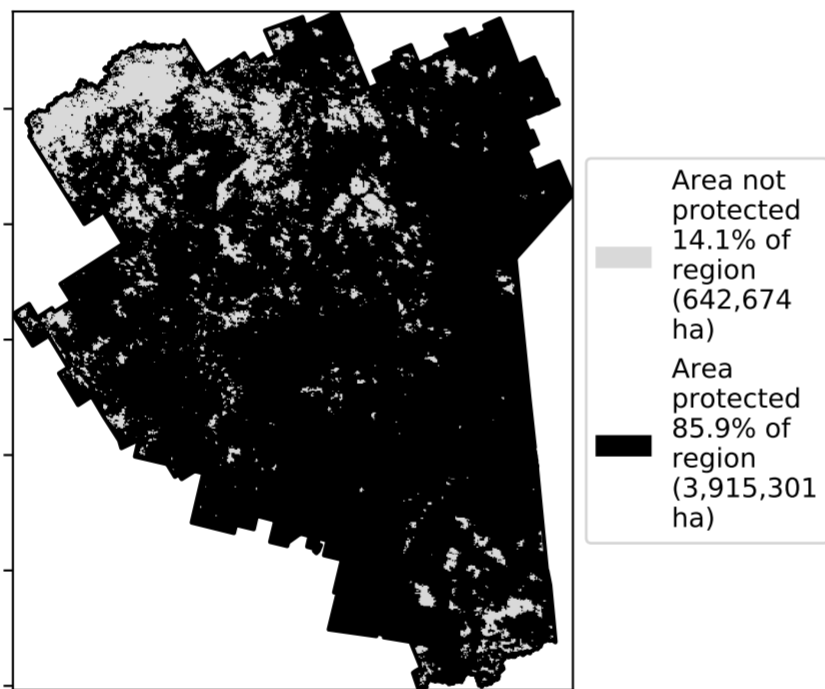 Area not
protected
14.1% of
region
(642,674
ha)
Area
protected
85.9% of
region
(3,915,301
ha)